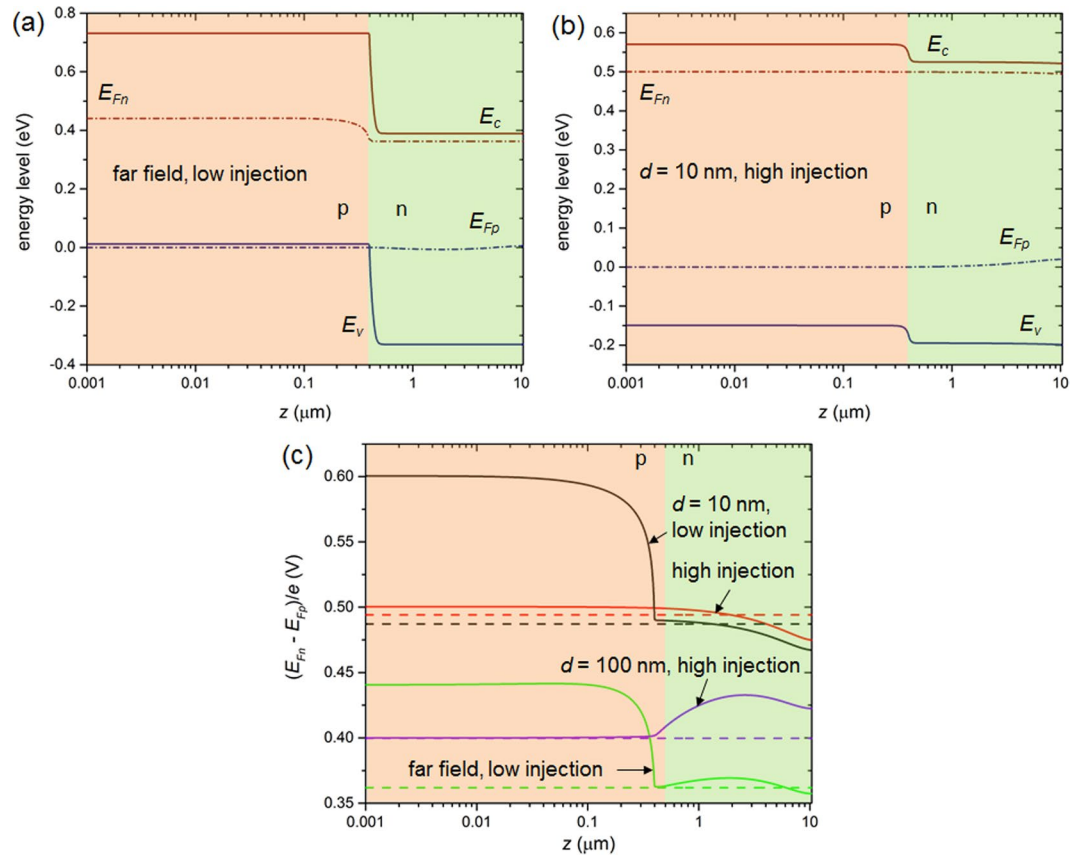 (a)
0.8
0.6
0.4
0.2
0.0
-0.2
-0.4
energy level (eV)
E_Fn
E_c
far field, low injection
p
n
E_Fp
E_v
0.001
0.01
0.1
1
10
z (μm)
(b)
0.6
0.5
0.4
0.3
0.2
0.1
0.0
-0.1
-0.2
energy level (eV)
E_c
E_Fn
d = 10 nm, high injection
p
n
E_Fp
E_v
0.001
0.01
0.1
1
10
z (μm)
(c)
0.60
0.55
0.50
0.45
0.40
0.35
(E_Fn - E_Fp)/e (V)
p
n
d = 10 nm,
low injection
high injection
d = 100 nm, high injection
far field, low injection
0.001
0.01
0.1
1
10
z (μm)